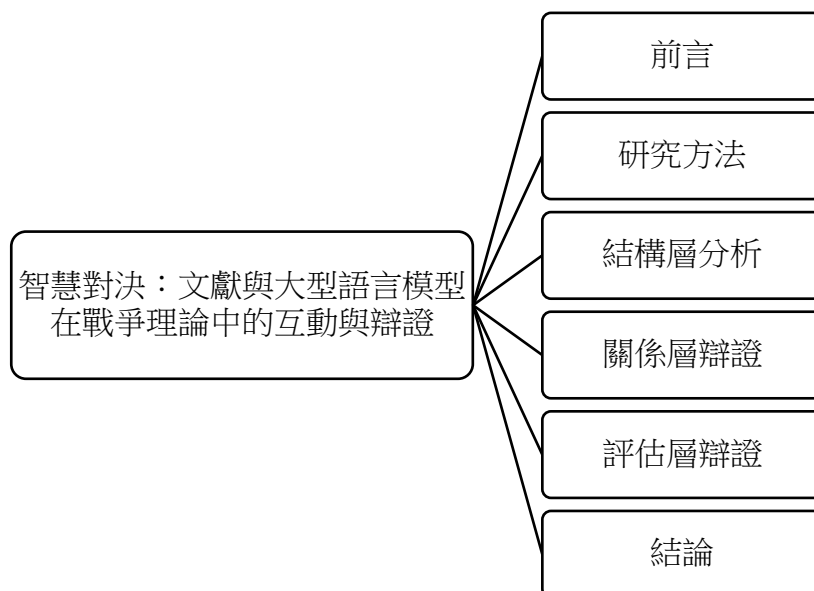 智慧對決：文獻與大型語言模型
在戰爭理論中的互動與辯證
前言
研究方法
結構層分析
關係層辯證
評估層辯證
結論